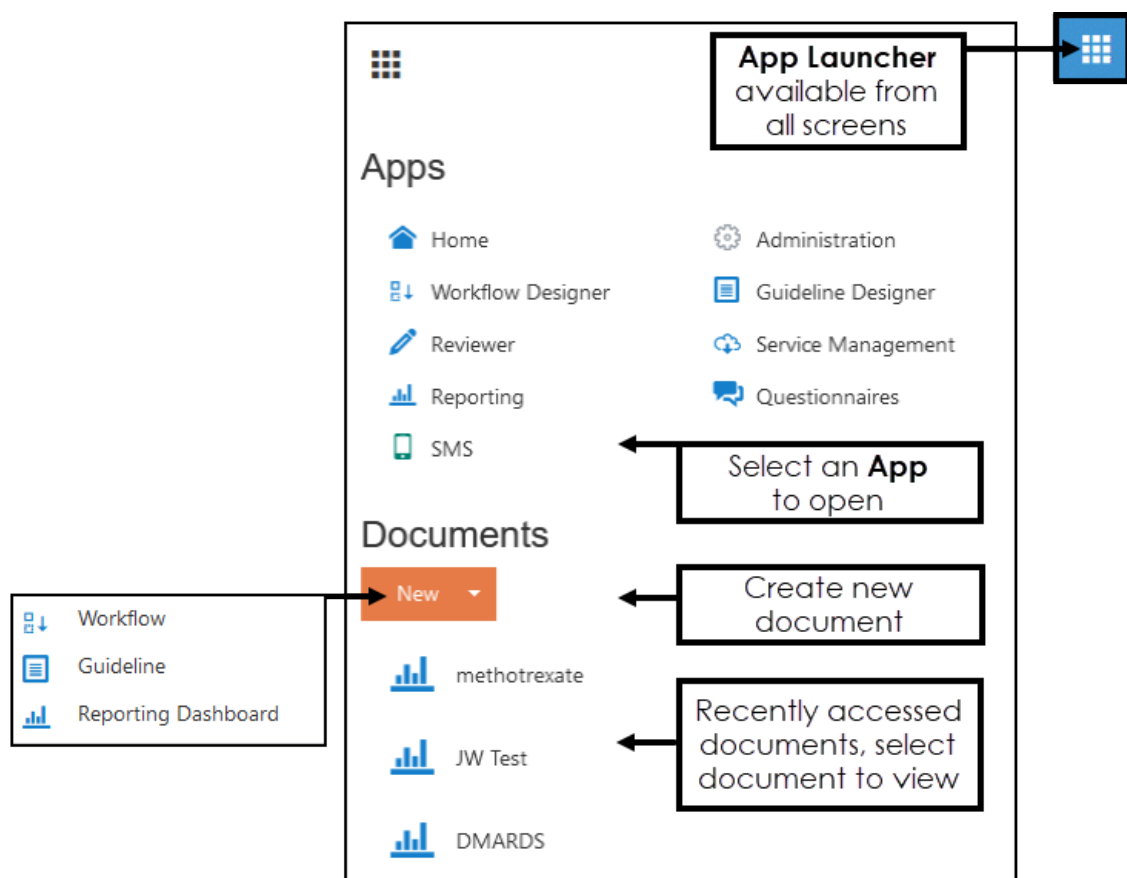 App Launcher
available from
all screens
Apps
Home
Administration
Workflow Designer
Guideline Designer
Reviewer
Service Management
Reporting
Questionnaires
SMS
Select an App
to open
Documents
New
Create new
document
Workflow
Guideline
Reporting Dashboard
methotrexate
Recently accessed
documents, select
document to view
JW Test
DMARDS